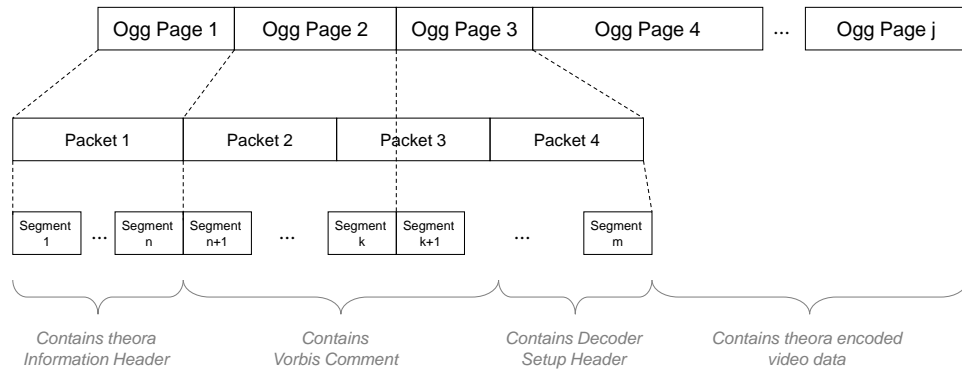 Ogg Page 1 Ogg Page 2 Ogg Page 3 Ogg Page 4 ... Ogg Page j
Packet 1 Packet 2 Packet 3 Packet 4
Segment 1 ... Segment n Segment n+1 ... Segment k Segment k+1 ... Segment m
Contains theora
Information Header
Contains
Vorbis Comment
Contains Decoder
Setup Header
Contains theora encoded
video data